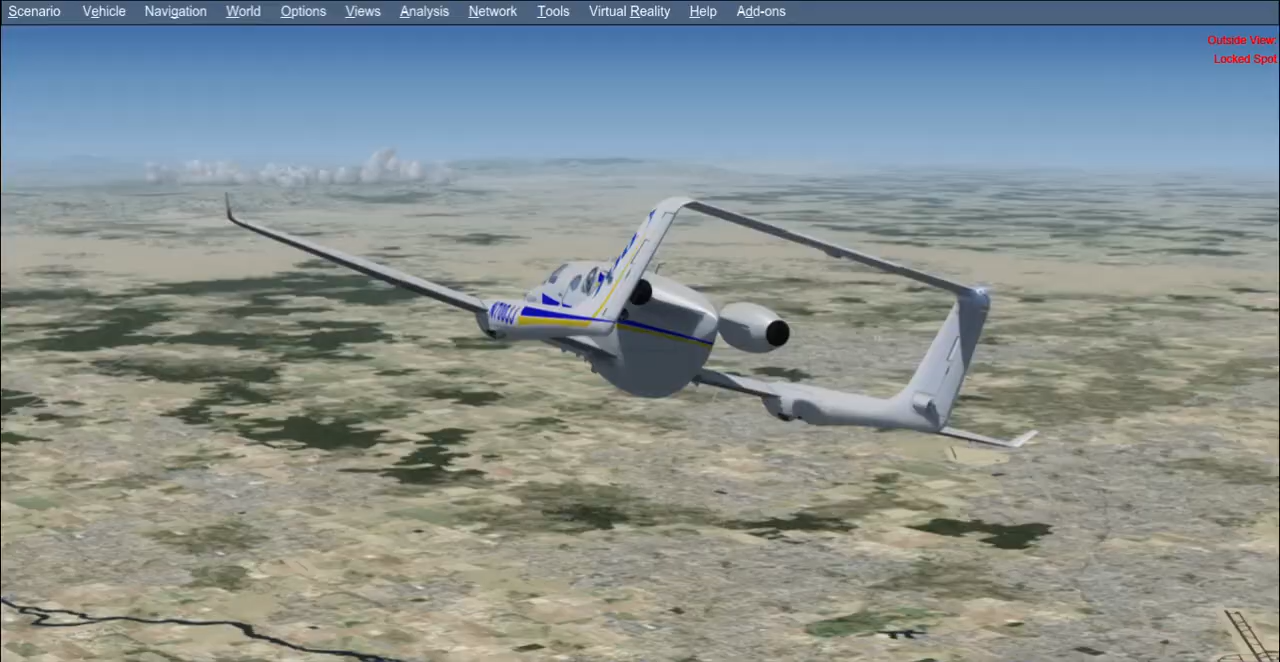 Scenario Vehicle Navigation World Options Views Analysis Network Tools Virtual Reality Help Add-ons
Outside View:
Locked Spot